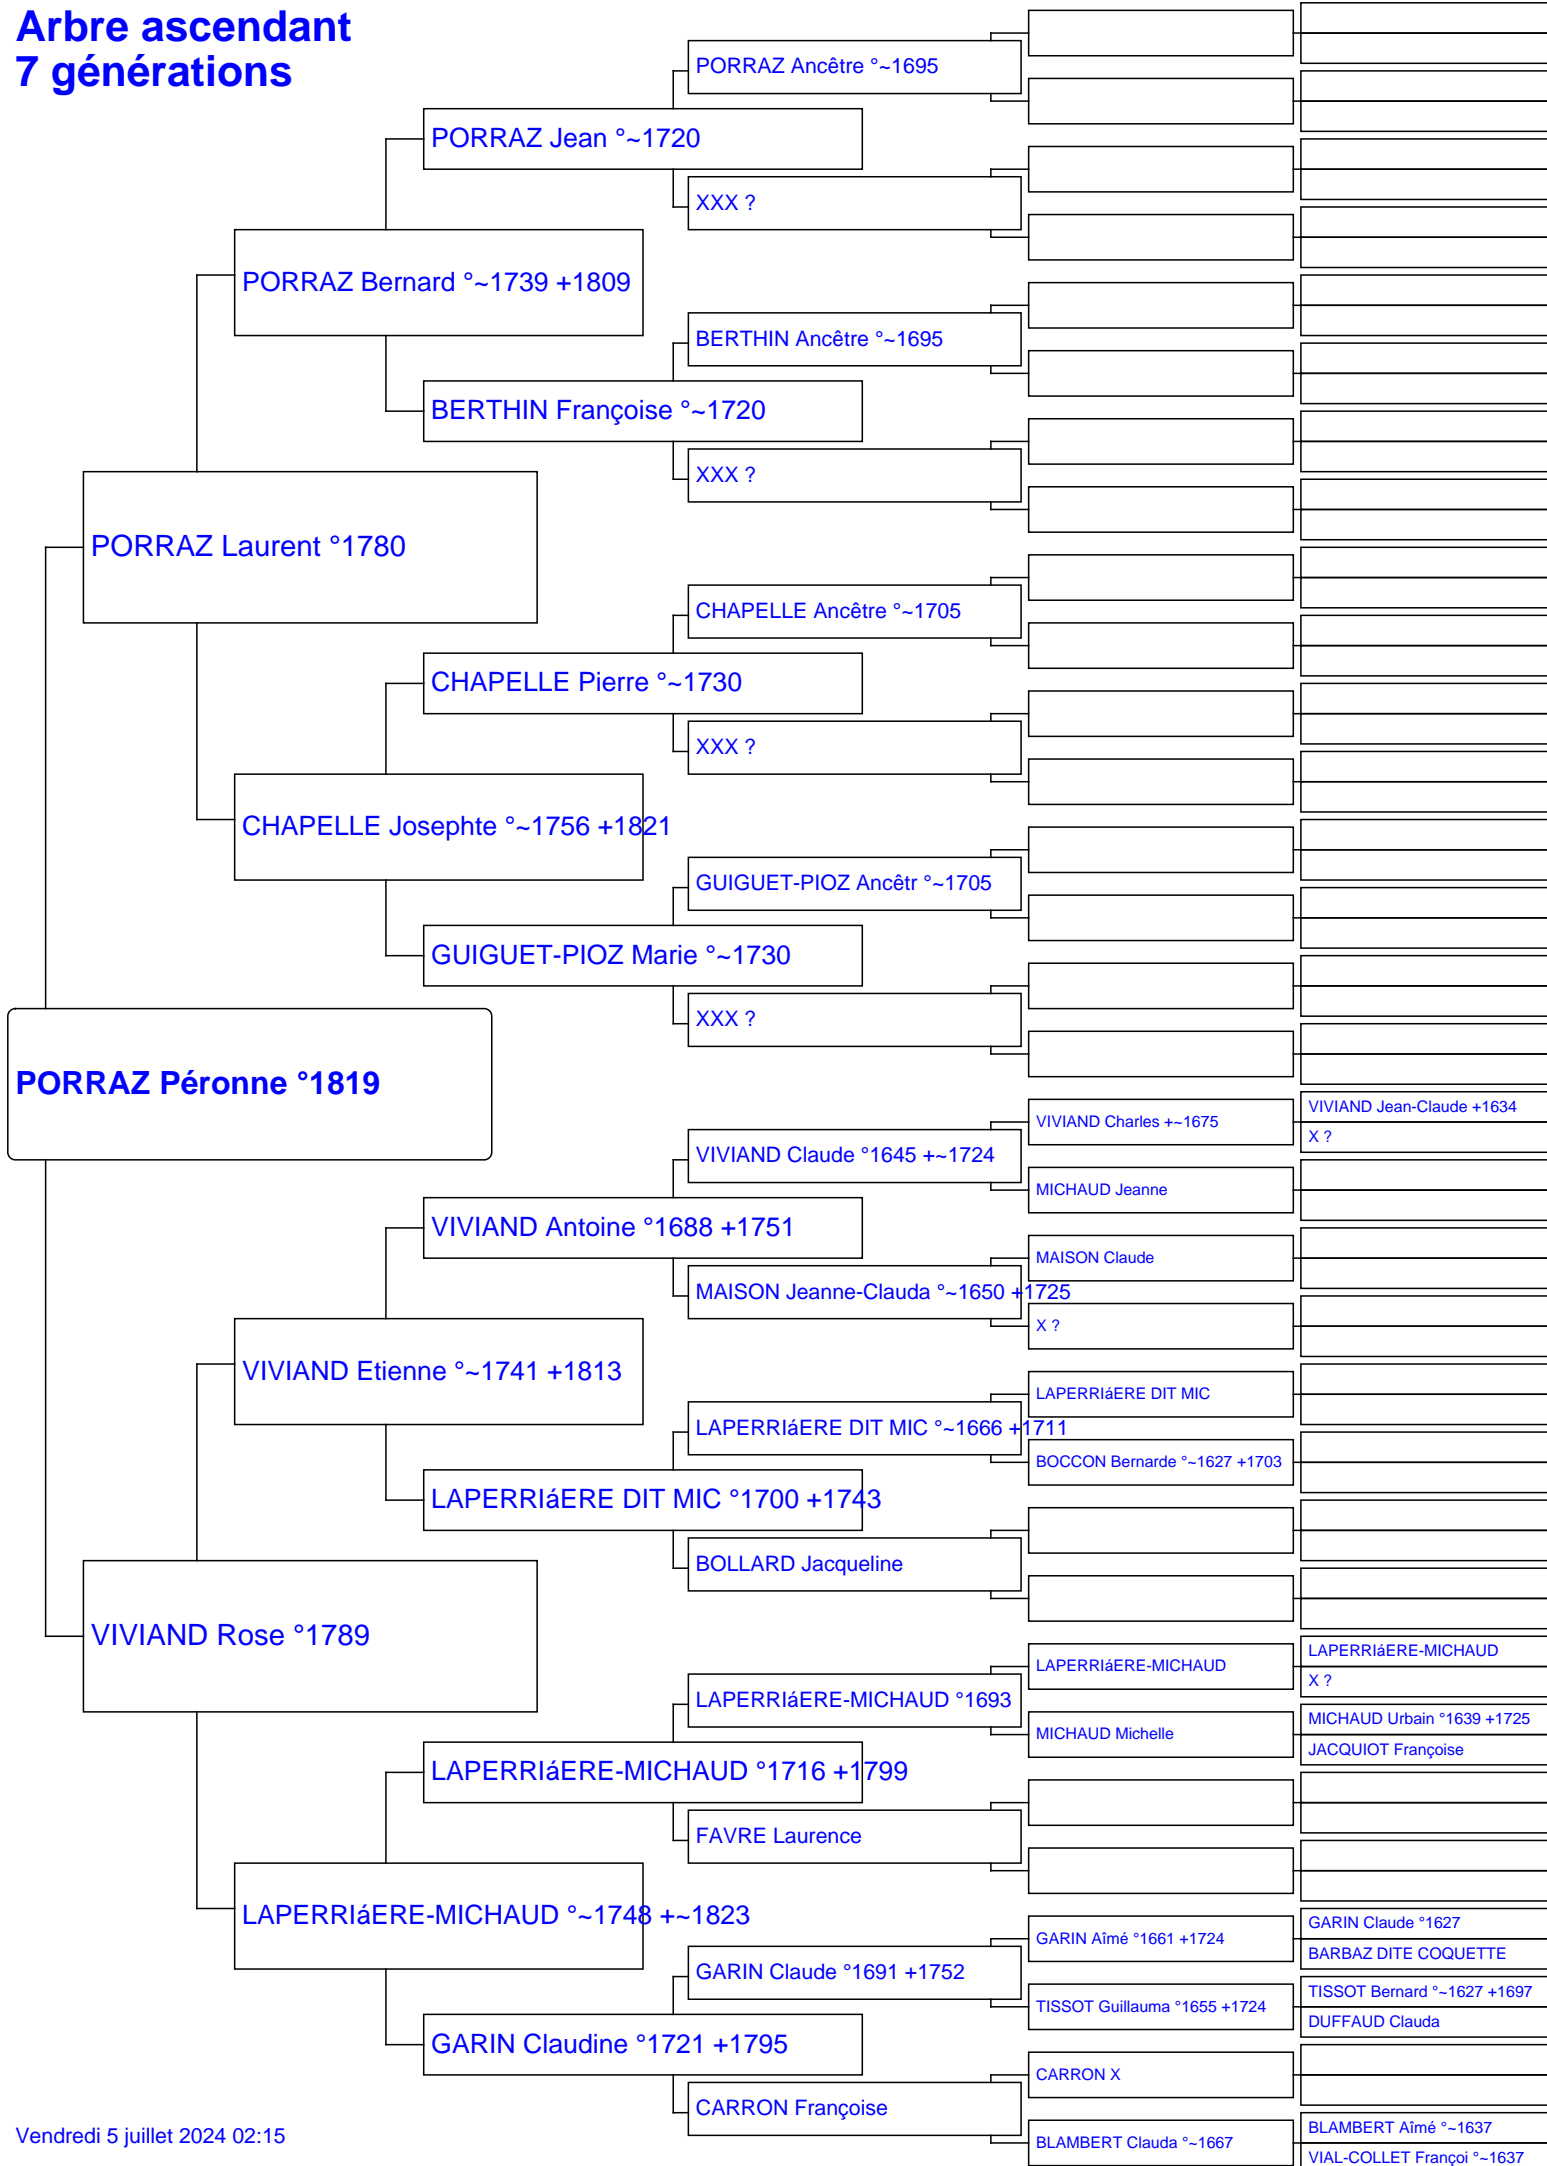 Arbre ascendant
7 générations
PORRAZ Ancêtre °~1695
PORRAZ Jean °~1720
XXX ?
PORRAZ Bernard °~1739 +1809
BERTHIN Ancêtre °~1695
BERTHIN Françoise °~1720
XXX ?
PORRAZ Laurent °1780
CHAPELLE Ancêtre °~1705
CHAPELLE Pierre °~1730
XXX ?
CHAPELLE Josephte °~1756 +1821
GUIGUET-PIOZ Ancêtr °~1705
GUIGUET-PIOZ Marie °~1730
XXX ?
PORRAZ Péronne °1819
VIVIAND Jean-Claude +1634
VIVIAND Charles +~1675
X ?
VIVIAND Claude °1645 +~1724
MICHAUD Jeanne
VIVIAND Antoine °1688 +1751
MAISON Claude
MAISON Jeanne-Clauda °~1650 +1725
X ?
VIVIAND Etienne °~1741 +1813
LAPERRIáERE DIT MIC
LAPERRIáERE DIT MIC °~1666 +1711
BOCCON Bernarde °~1627 +1703
LAPERRIáERE DIT MIC °1700 +1743
BOLLARD Jacqueline
VIVIAND Rose °1789
LAPERRIáERE-MICHAUD
LAPERRIáERE-MICHAUD
X ?
LAPERRIáERE-MICHAUD °1693
MICHAUD Urbain °1639 +1725
MICHAUD Michelle
JACQUIOT Françoise
LAPERRIáERE-MICHAUD °1716 +1799
FAVRE Laurence
LAPERRIáERE-MICHAUD °~1748 +~1823
GARIN Claude °1627
GARIN Aîmé °1661 +1724
BARBAZ DITE COQUETTE
GARIN Claude °1691 +1752
TISSOT Bernard °~1627 +1697
TISSOT Guillauma °1655 +1724
DUFFAUD Clauda
GARIN Claudine °1721 +1795
CARRON X
CARRON Françoise
BLAMBERT Aîmé °~1637
BLAMBERT Clauda °~1667
VIAL-COLLET Françoi °~1637
Vendredi 5 juillet 2024 02:15